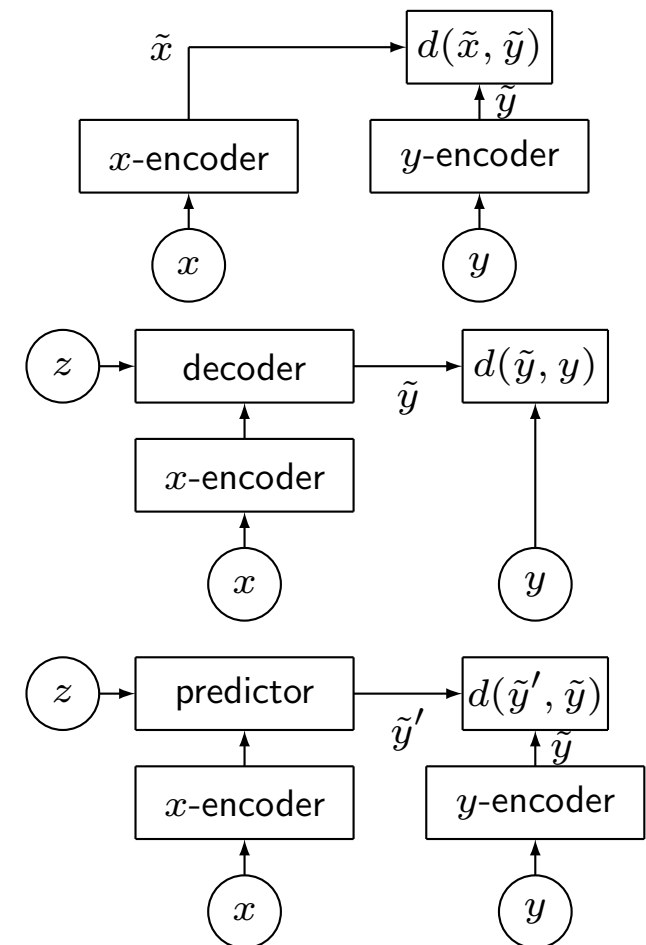 x̃
d(x̃, ỹ)
ỹ
x-encoder
y-encoder
x
y
z
decoder
d(ỹ, y)
ỹ
x-encoder
x
y
z
predictor
d(ỹ′, ỹ)
ỹ′
ỹ
x-encoder
y-encoder
x
y